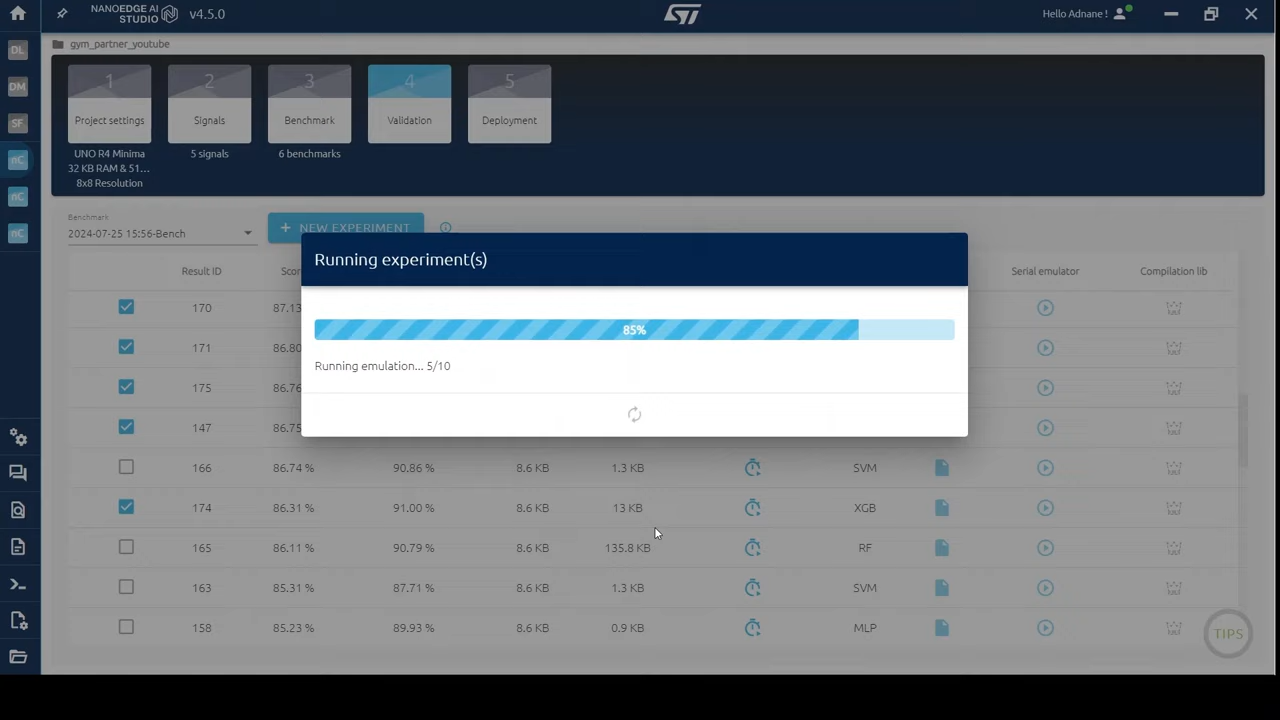 NANOEDGE AI
STUDIO
v4.5.0
Hello Adnane !
gym_partner_youtube
1
2
3
4
5
Project settings
Signals
Benchmark
Validation
Deployment
UNO R4 Minima
5 signals
6 benchmarks
32 KB RAM & 51...
8x8 Resolution
Benchmark
2024-07-25 15:56-Bench
+ NEW EXPERIMENT
DL
DM
SF
nC
nC
nC
Result ID
Serial emulator
Compilation lib
Running experiment(s)
85%
Running emulation... 5/10
170 87.13
171 86.80
175 86.76
147 86.75
166 86.74 % 90.86 % 8.6 KB 1.3 KB SVM
174 86.31 % 91.00 % 8.6 KB 13 KB XGB
165 86.11 % 90.79 % 8.6 KB 135.8 KB RF
163 85.31 % 87.71 % 8.6 KB 1.3 KB SVM
158 85.23 % 89.93 % 8.6 KB 0.9 KB MLP
TIPS